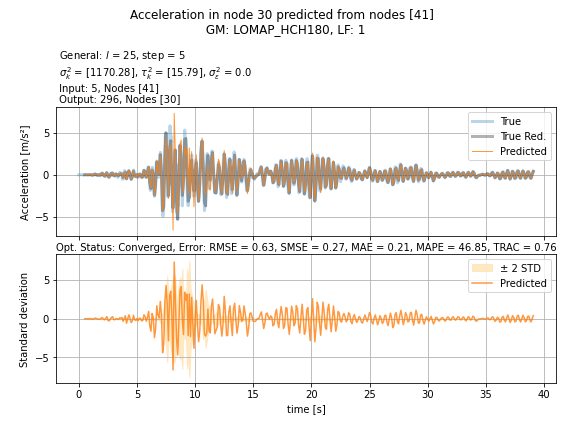 Acceleration in node 30 predicted from nodes [41]
GM: LOMAP_HCH180, LF: 1
General: l = 25, step = 5
σ²ₖ = [1170.28], τ²ₖ = [15.79], σ²ε = 0.0
Input: 5, Nodes [41]
Output: 296, Nodes [30]
True
True Red.
Predicted
Acceleration [m/s²]
5
0
−5
Opt. Status: Converged, Error: RMSE = 0.63, SMSE = 0.27, MAE = 0.21, MAPE = 46.85, TRAC = 0.76
± 2 STD
Predicted
Standard deviation
5
0
−5
0 5 10 15 20 25 30 35 40
time [s]